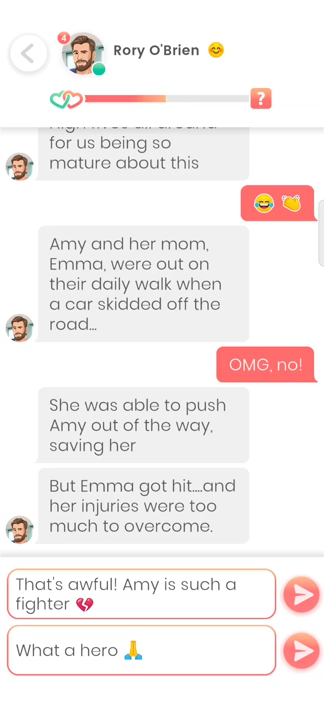 4
Rory O'Brien 😊
?
for us being so
mature about this
😂 👏
Amy and her mom,
Emma, were out on
their daily walk when
a car skidded off the
road...
OMG, no!
She was able to push
Amy out of the way,
saving her
But Emma got hit....and
her injuries were too
much to overcome.
That's awful! Amy is such a
fighter 💔
What a hero 🙏